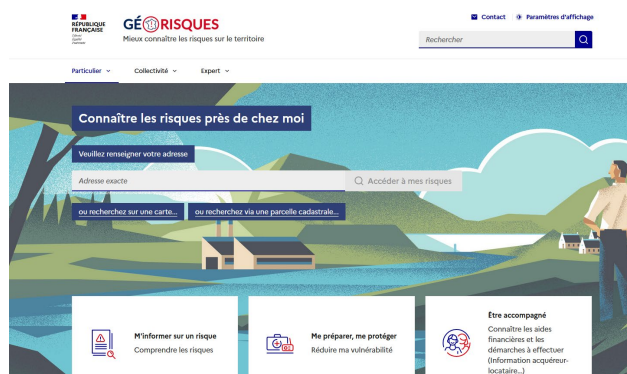 RÉPUBLIQUE
FRANÇAISE
Liberté
Égalité
Fraternité
GÉORISQUES
Mieux connaître les risques sur le territoire
Contact
Paramètres d'affichage
Rechercher
Particulier
Collectivité
Expert
Connaître les risques près de chez moi
Veuillez renseigner votre adresse
Adresse exacte
Accéder à mes risques
ou recherchez sur une carte...
ou recherchez via une parcelle cadastrale...
M'informer sur un risque
Comprendre les risques
Me préparer, me protéger
Réduire ma vulnérabilité
Être accompagné
Connaître les aides
financières et les
démarches à effectuer
(Information acquéreur-
locataire...)